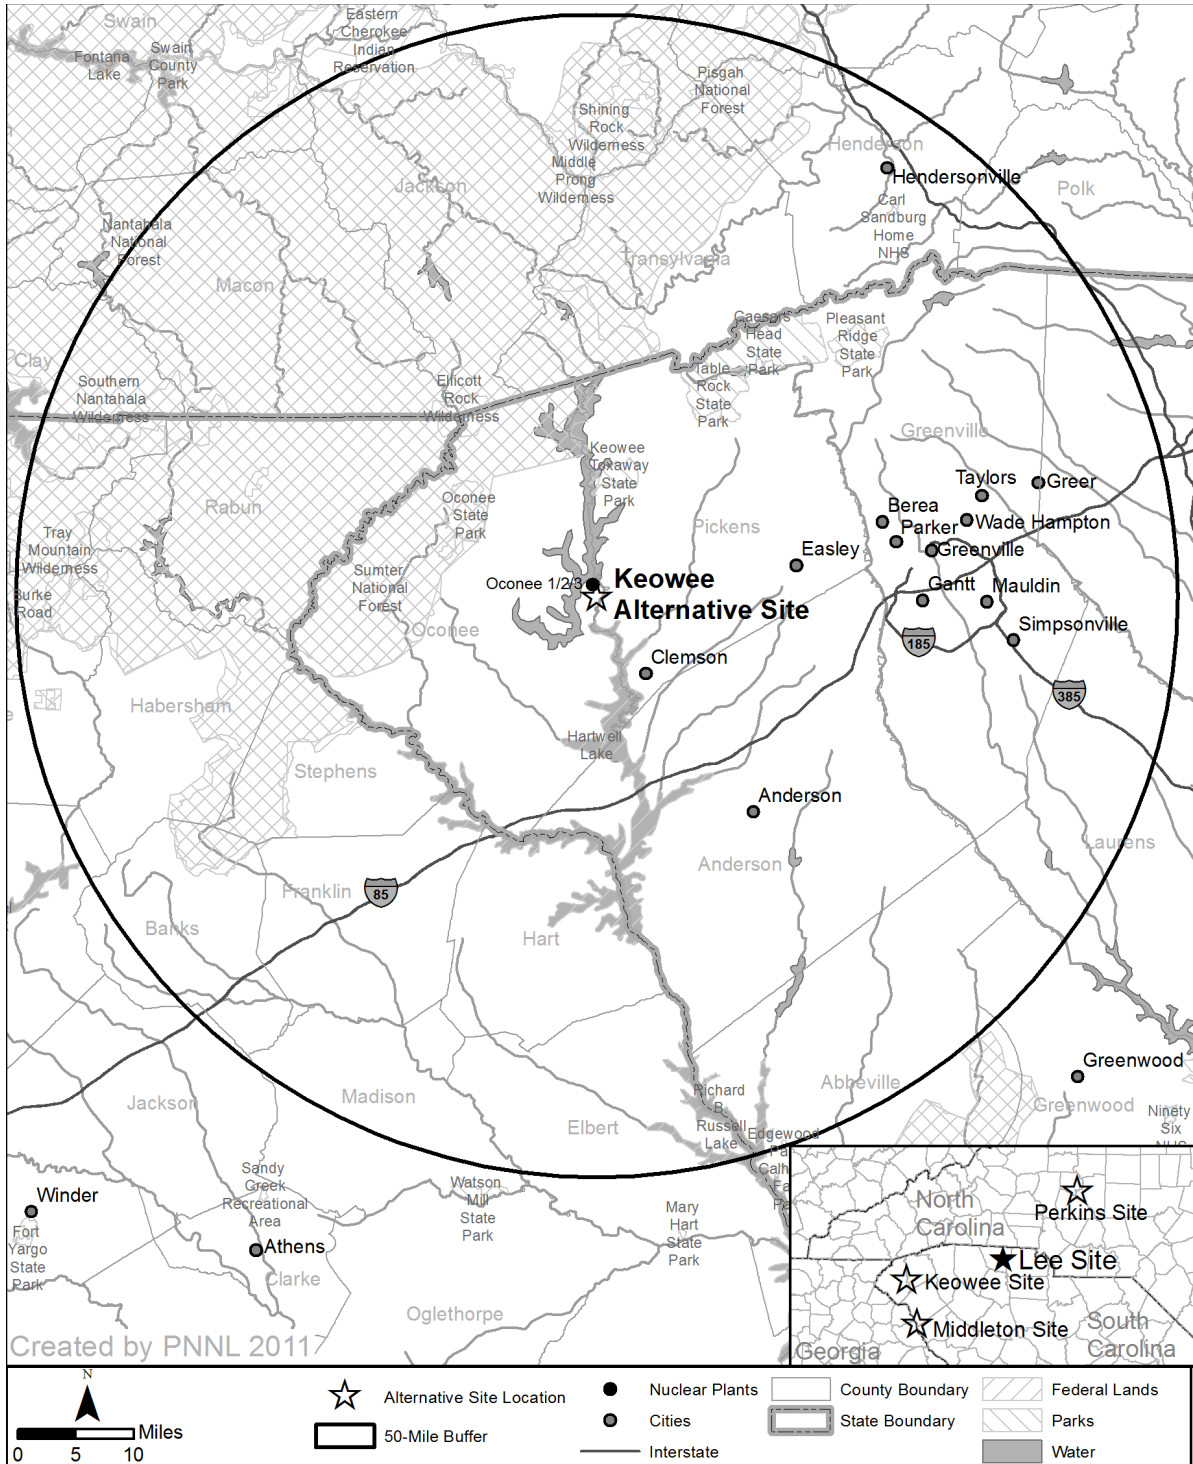 Swain
Fontana
Lake
Swain
County
Park
Eastern
Cherokee
Indian
Reservation
Pisgah
National
Forest
Shining
Rock
Wilderness
Middle
Prong
Wilderness
Henderson
Hendersonville
Polk
Carl
Sandburg
Home
NHS
Jackson
Nantahala
National
Forest
Transylvania
Macon
Caesars
Head
State
Park
Pleasant
Ridge
State
Park
Clay
Southern
Nantahala
Wilderness
Ellicott
Rock
Wilderness
Table
Rock
State
Park
Keowee
Toxaway
State
Park
Greenville
Taylors
Greer
Rabun
Oconee
State
Park
Berea
Wade Hampton
Pickens
Parker
Tray
Mountain
Wilderness
Easley
Greenville
Sumter
National
Forest
Oconee 1/2/3
Keowee
Alternative Site
Gantt
Mauldin
Burke
Road
Oconee
Simpsonville
185
Clemson
385
Habersham
Hartwell
Lake
Stephens
Anderson
Laurens
Anderson
Franklin
85
Banks
Hart
Greenwood
Abbeville
Richard
B.
Russell
Lake
Madison
Jackson
Greenwood
Elbert
Edgewood
Ninety
Six
NHS
Sandy
Creek
Recreational
Area
Watson
Mill
State
Park
Winder
Fort
Yargo
State
Park
Athens
Clarke
Mary
Hart
State
Park
Oglethorpe
Created by PNNL 2011
North
Carolina
Perkins Site
Lee Site
Keowee Site
Middleton Site
South
Carolina
Georgia
N
Miles
0 5 10
Alternative Site Location
50-Mile Buffer
Nuclear Plants
Cities
Interstate
County Boundary
State Boundary
Federal Lands
Parks
Water